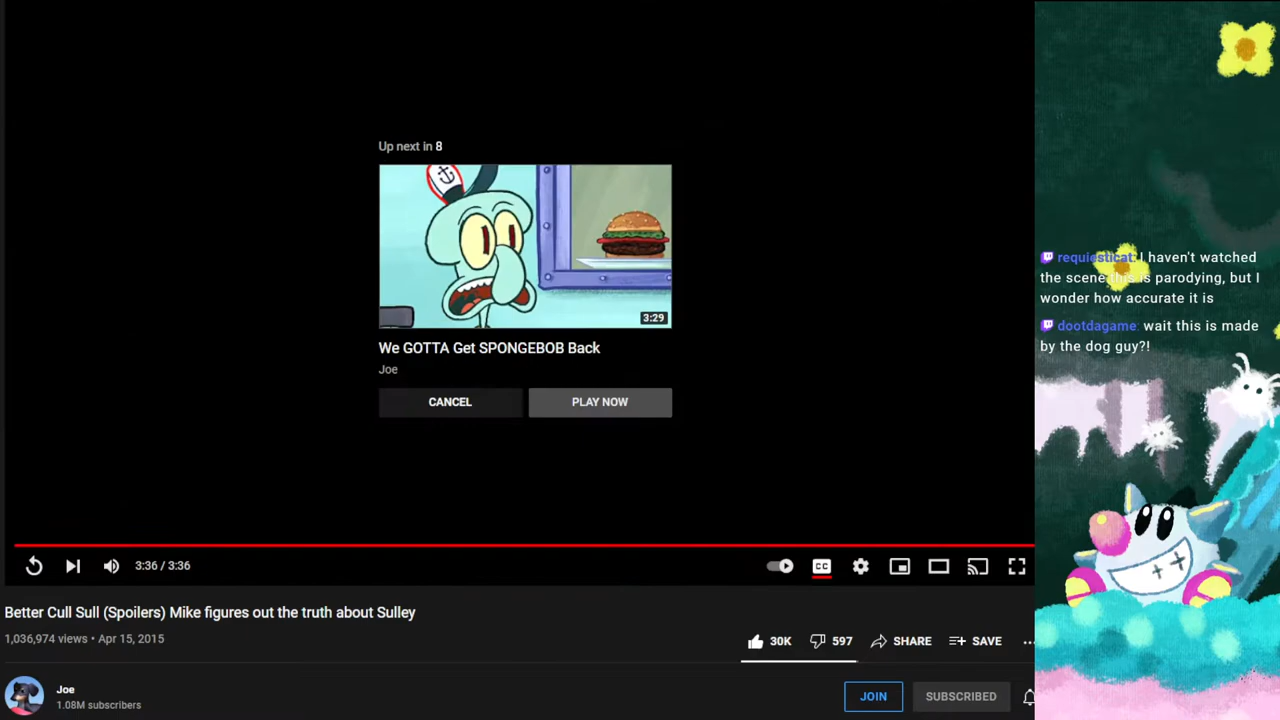 Up next in 8
3:29
We GOTTA Get SPONGEBOB Back
Joe
CANCEL
PLAY NOW
3:36 / 3:36
CC
Better Cull Sull (Spoilers) Mike figures out the truth about Sulley
1,036,974 views • Apr 15, 2015
30K
597
SHARE
SAVE
Joe
1.08M subscribers
JOIN
SUBSCRIBED
requiesticat: I haven't watched
the scene this is parodying, but I
wonder how accurate it is
dootdagame: wait this is made
by the dog guy?!